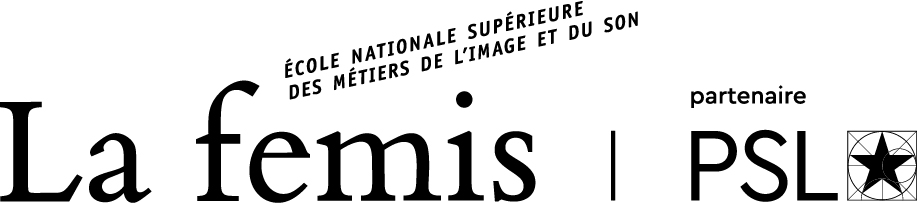 ÉCOLE NATIONALE SUPÉRIEURE
DES MÉTIERS DE L'IMAGE ET DU SON
La femis
partenaire
PSL